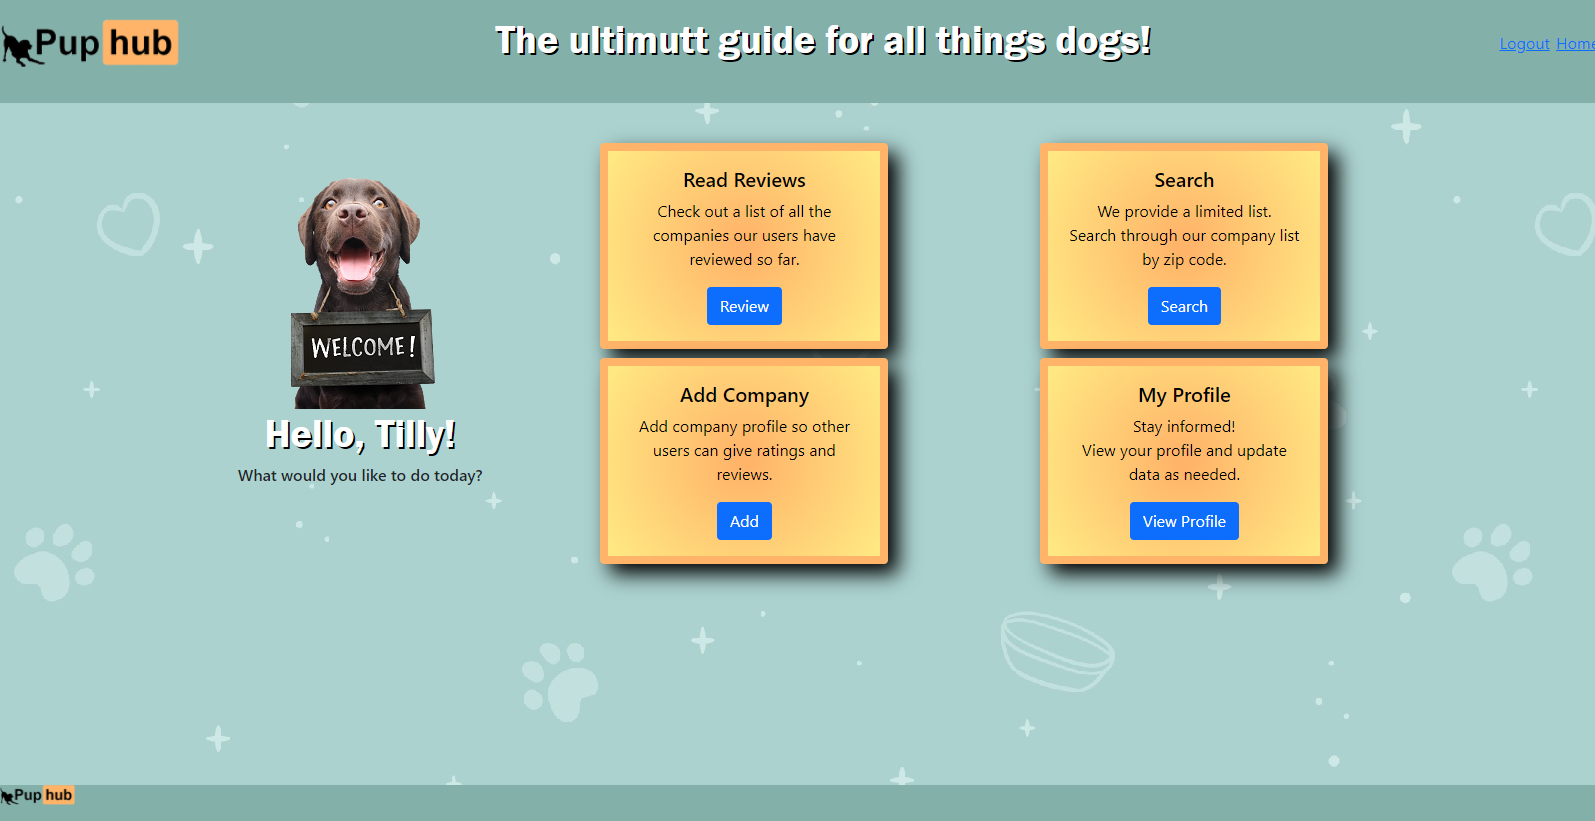 Pup hub
The ultimutt guide for all things dogs!
Logout Home
WELCOME!
Hello, Tilly!
What would you like to do today?
Read Reviews
Check out a list of all the
companies our users have
reviewed so far.
Review
Search
We provide a limited list.
Search through our company list
by zip code.
Search
Add Company
Add company profile so other
users can give ratings and
reviews.
Add
My Profile
Stay informed!
View your profile and update
data as needed.
View Profile
Pup hub